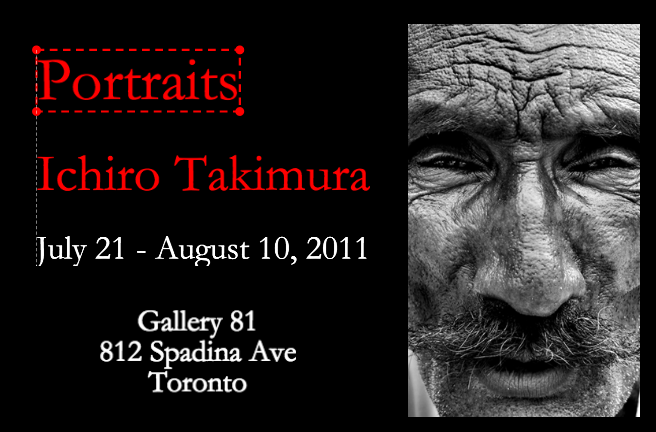 Portraits
Ichiro Takimura
July 21 - August 10, 2011
Gallery 81
812 Spadina Ave
Toronto